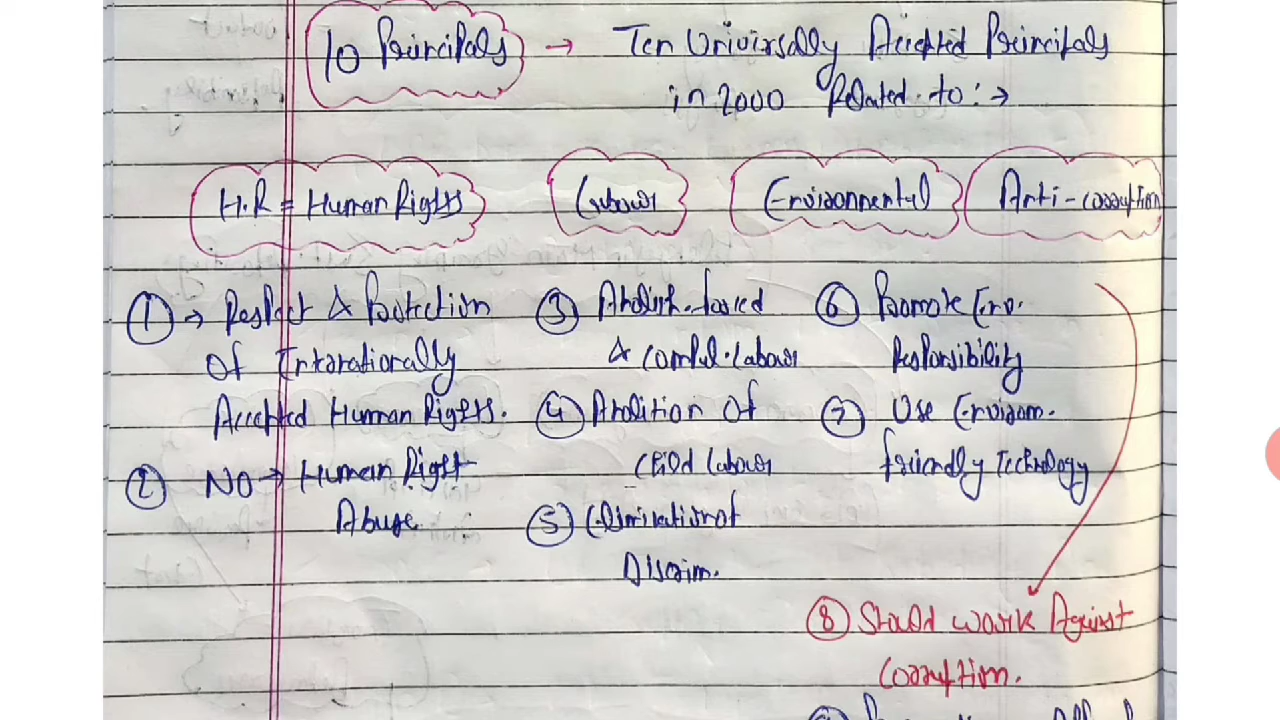 10 Principals → Ten Universally Accepted Principals
in 2000 Related to : →
H.R = Human Rights
Labour
Environmental
Anti-corruption
① → Respect & Protection
Of Internationally
Accepted Human Rights.
② NO → Human Right
Abuse
③ Abolish forced
& compul. labour
④ Abolition Of
Child labour
⑤ Elimination of
Discrim.
⑥ Promote Env.
Responsibility
⑦ Use Environ.
friendly Technology
⑧ Should work Against
Corruption.